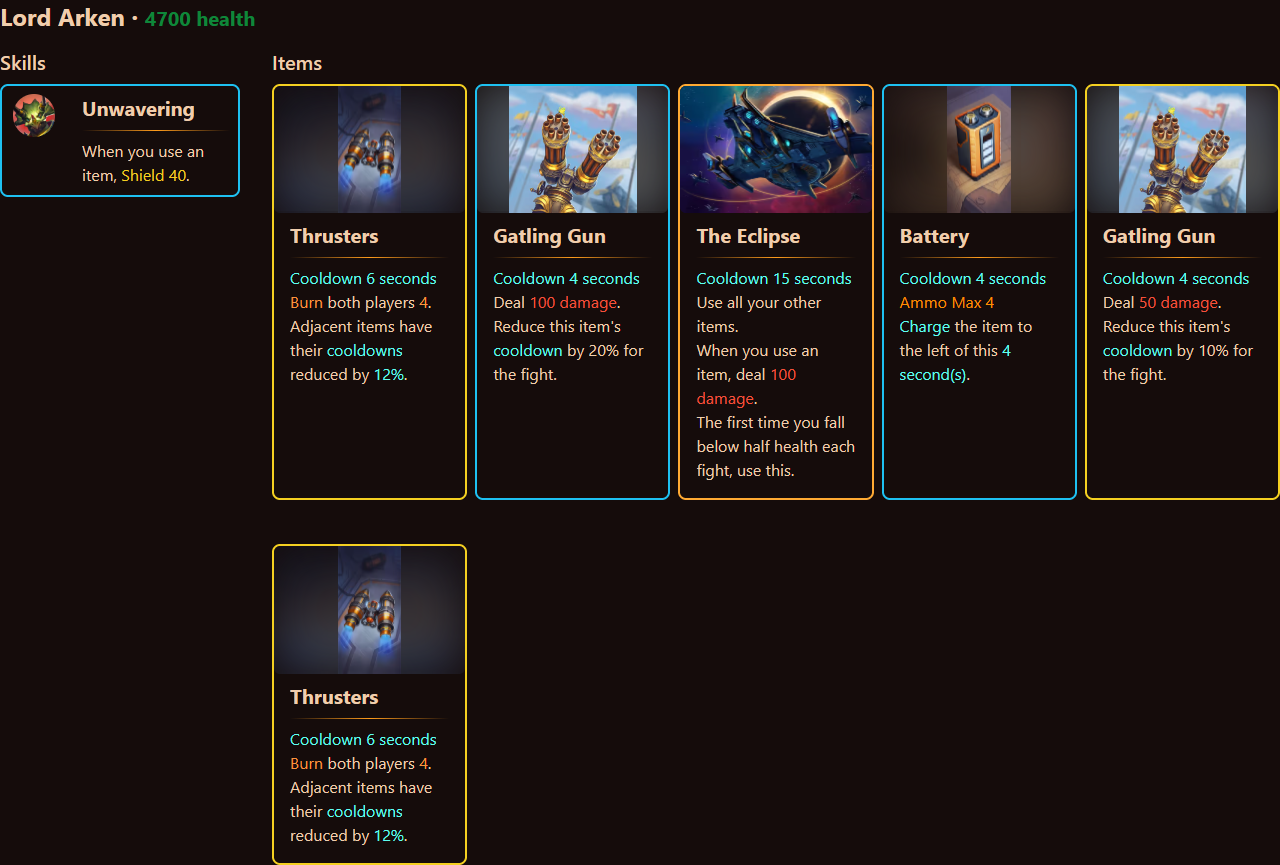 Lord Arken · 4700 health
Skills
Unwavering
When you use an
item, Shield 40.
Items
Thrusters
Cooldown 6 seconds
Burn both players 4.
Adjacent items have
their cooldowns
reduced by 12%.
Gatling Gun
Cooldown 4 seconds
Deal 100 damage.
Reduce this item's
cooldown by 20% for
the fight.
The Eclipse
Cooldown 15 seconds
Use all your other
items.
When you use an
item, deal 100
damage.
The first time you fall
below half health each
fight, use this.
Battery
Cooldown 4 seconds
Ammo Max 4
Charge the item to
the left of this 4
second(s).
Gatling Gun
Cooldown 4 seconds
Deal 50 damage.
Reduce this item's
cooldown by 10% for
the fight.
Thrusters
Cooldown 6 seconds
Burn both players 4.
Adjacent items have
their cooldowns
reduced by 12%.